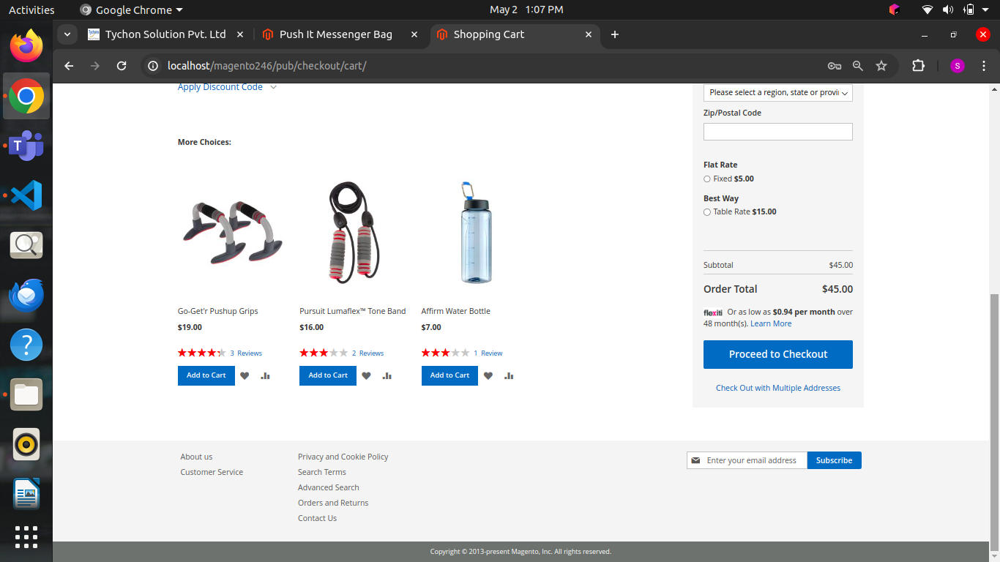 Activities
Google Chrome
May 2 1:07 PM
Tychon Solution Pvt. Ltd
Push It Messenger Bag
Shopping Cart
localhost/magento246/pub/checkout/cart/
S
Apply Discount Code
More Choices:
Go-Get'r Pushup Grips
$19.00
3 Reviews
Add to Cart
Pursuit Lumaflex™ Tone Band
$16.00
2 Reviews
Add to Cart
Affirm Water Bottle
$7.00
1 Review
Add to Cart
Please select a region, state or provi
Zip/Postal Code
Flat Rate
Fixed $5.00
Best Way
Table Rate $15.00
Subtotal $45.00
Order Total $45.00
flexiti Or as low as $0.94 per month over
48 month(s). Learn More
Proceed to Checkout
Check Out with Multiple Addresses
About us
Customer Service
Privacy and Cookie Policy
Search Terms
Advanced Search
Orders and Returns
Contact Us
Enter your email address
Subscribe
Copyright © 2013-present Magento, Inc. All rights reserved.